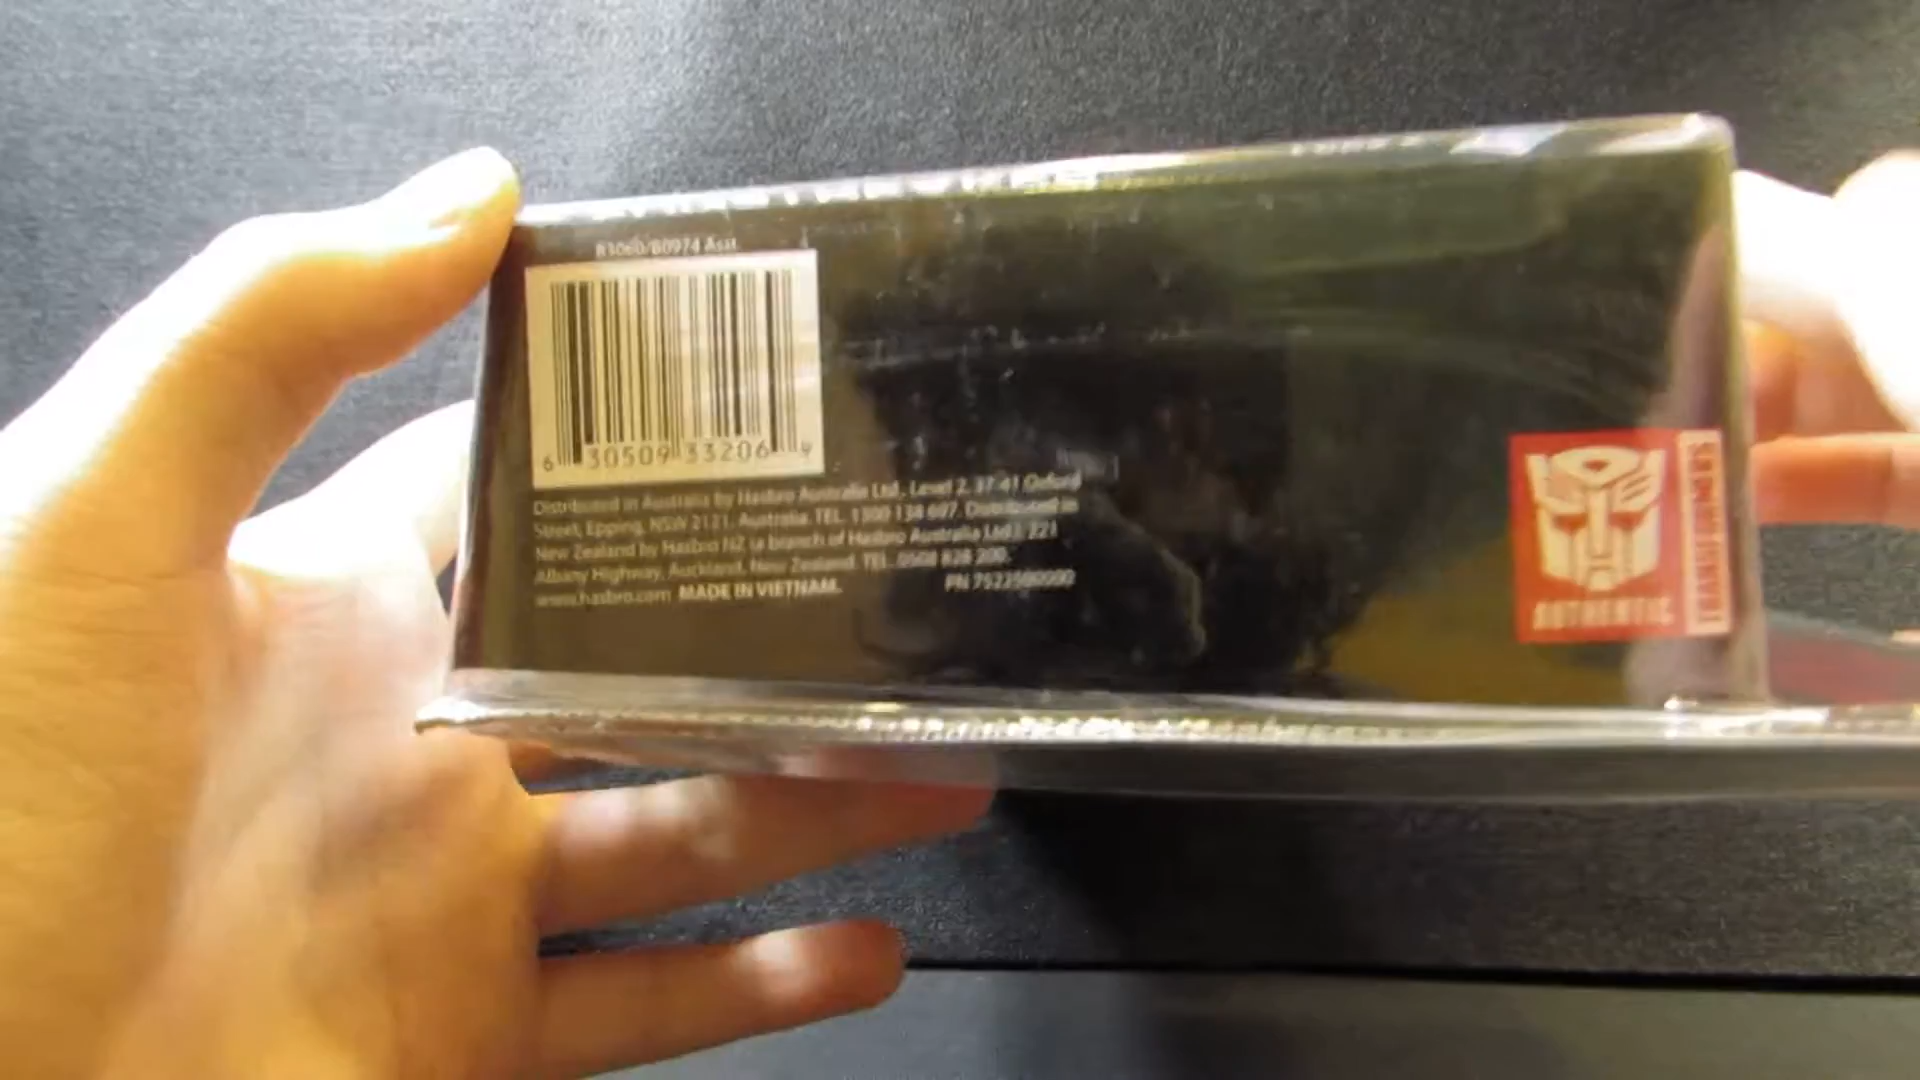 B3060/B0974 Asst.
6 30509 33206 9
Distributed in Australia by Hasbro Australia Ltd., Level 2, 37-41 Oxford
Street, Epping, NSW 2121, Australia. TEL. 1300 138 697. Distributed in
New Zealand by Hasbro NZ (a branch of Hasbro Australia Ltd.), 221
Albany Highway, Auckland, New Zealand. TEL. 0508 828 200.
www.hasbro.com MADE IN VIETNAM.
PN 7522500000
AUTHENTIC
TRANSFORMERS